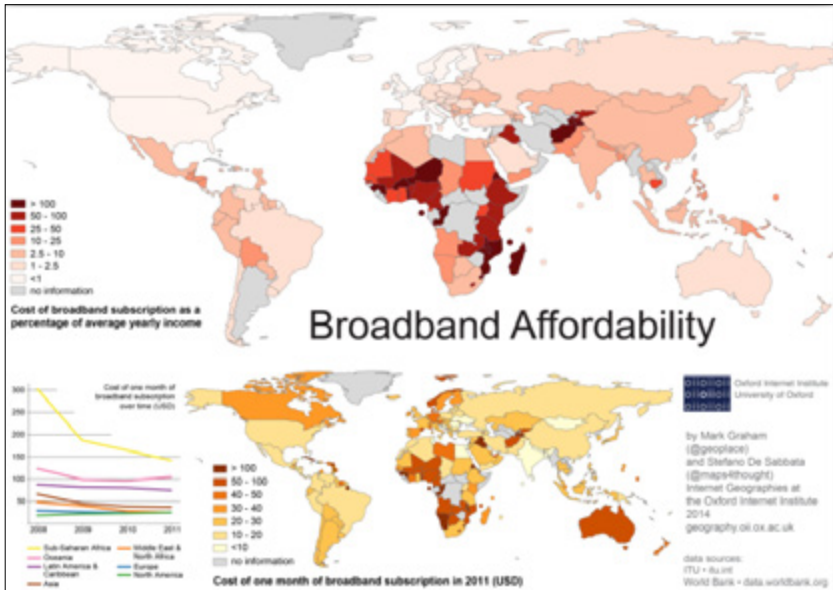 > 100
50 - 100
25 - 50
10 - 25
2.5 - 10
1 - 2.5
<1
no information
Cost of broadband subscription as a
percentage of average yearly income
Broadband Affordability
Cost of one month of
broadband subscription
over time (USD)
300
250
200
150
100
50
2008
2009
2010
2011
Sub-Saharan Africa
Oceania
Latin America &
Caribbean
Asia
Middle East &
North Africa
Europe
North America
> 100
50 - 100
40 - 50
30 - 40
20 - 30
10 - 20
<10
no information
Cost of one month of broadband subscription in 2011 (USD)
Oxford Internet Institute
University of Oxford
by Mark Graham
(@geoplace)
and Stefano De Sabbata
(@maps4thought)
Internet Geographies at
the Oxford Internet Institute
2014
geography.oii.ox.ac.uk
data sources:
ITU • itu.int
World Bank • data.worldbank.org